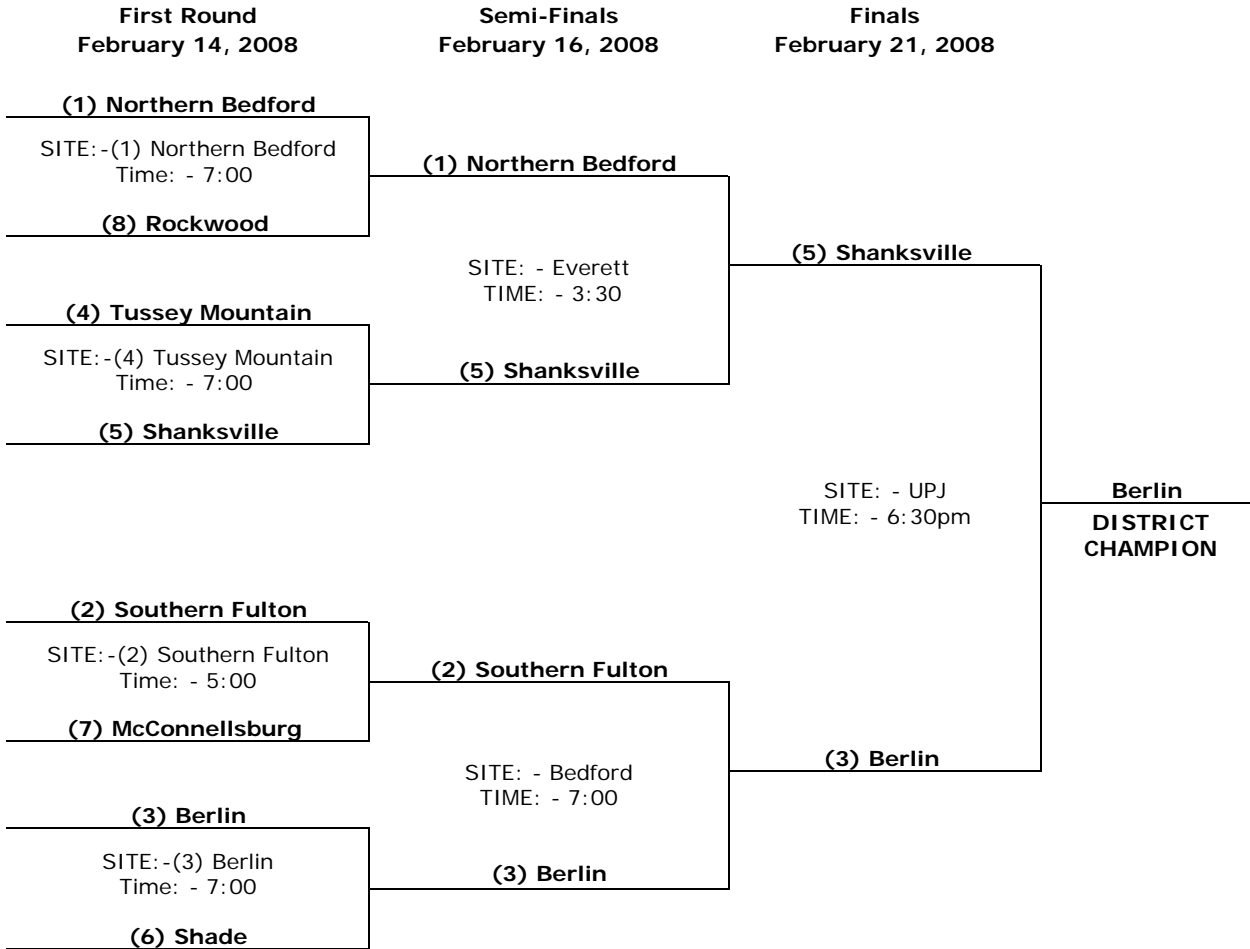 First Round
February 14, 2008
Semi-Finals
February 16, 2008
Finals
February 21, 2008
(1) Northern Bedford
SITE:-(1) Northern Bedford
Time: - 7:00
(8) Rockwood
(4) Tussey Mountain
SITE:-(4) Tussey Mountain
Time: - 7:00
(5) Shanksville
(2) Southern Fulton
SITE:-(2) Southern Fulton
Time: - 5:00
(7) McConnellsburg
(3) Berlin
SITE:-(3) Berlin
Time: - 7:00
(6) Shade
(1) Northern Bedford
SITE: - Everett
TIME: - 3:30
(5) Shanksville
(2) Southern Fulton
SITE: - Bedford
TIME: - 7:00
(3) Berlin
(5) Shanksville
SITE: - UPJ
TIME: - 6:30pm
(3) Berlin
Berlin
DISTRICT
CHAMPION